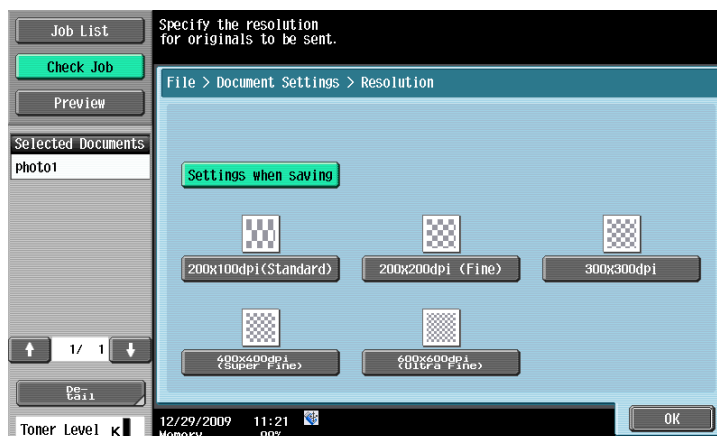 Job List
Check Job
Preview
Selected Documents
photo1
1/ 1
De-
tail
Toner Level K
Specify the resolution
for originals to be sent.
File > Document Settings > Resolution
Settings when saving
200x100dpi(Standard)
200x200dpi (Fine)
300x300dpi
400x400dpi
(Super Fine)
600x600dpi
(Ultra Fine)
12/29/2009 11:21
Memory
OK